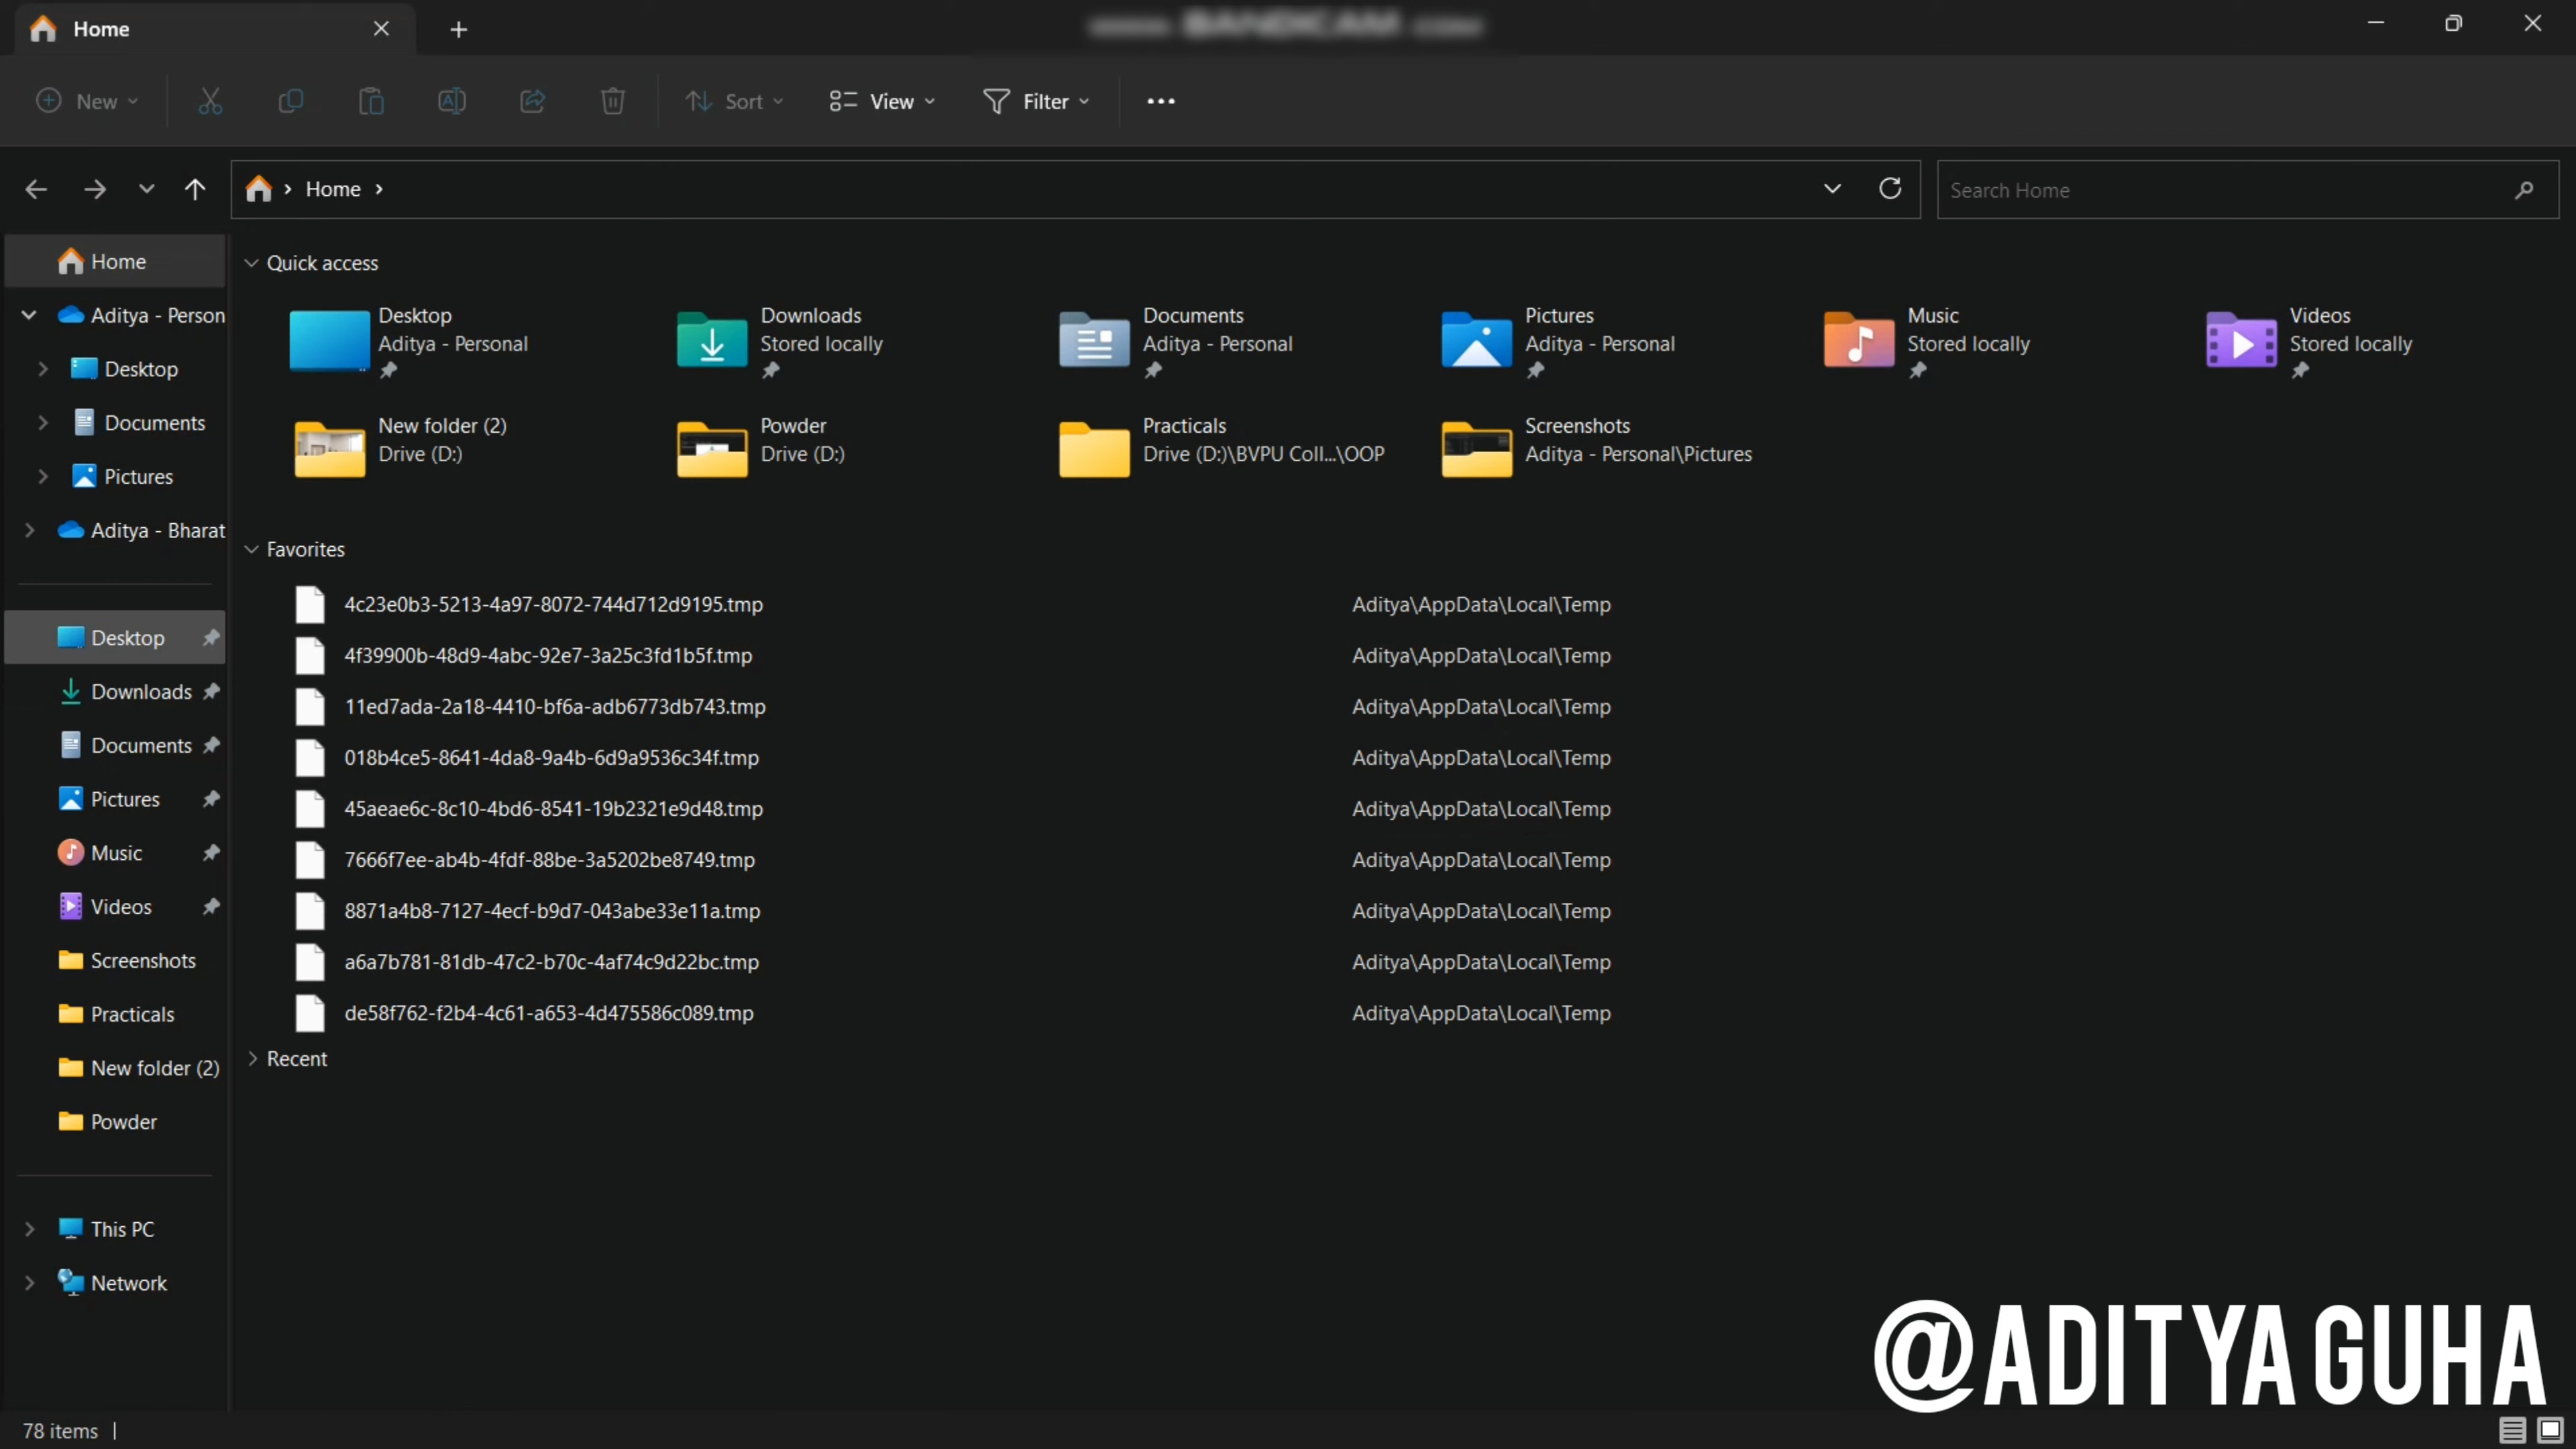 Home
www.BANDICAM.com
New
Sort
View
Filter
Home
Search Home
Home
Aditya - Person
Desktop
Documents
Pictures
Aditya - Bharat
Desktop
Downloads
Documents
Pictures
Music
Videos
Screenshots
Practicals
New folder (2)
Powder
This PC
Network
Quick access
Desktop
Aditya - Personal
Downloads
Stored locally
Documents
Aditya - Personal
Pictures
Aditya - Personal
Music
Stored locally
Videos
Stored locally
New folder (2)
Drive (D:)
Powder
Drive (D:)
Practicals
Drive (D:)\BVPU Coll...\OOP
Screenshots
Aditya - Personal\Pictures
Favorites
4c23e0b3-5213-4a97-8072-744d712d9195.tmp Aditya\AppData\Local\Temp
4f39900b-48d9-4abc-92e7-3a25c3fd1b5f.tmp Aditya\AppData\Local\Temp
11ed7ada-2a18-4410-bf6a-adb6773db743.tmp Aditya\AppData\Local\Temp
018b4ce5-8641-4da8-9a4b-6d9a9536c34f.tmp Aditya\AppData\Local\Temp
45aeae6c-8c10-4bd6-8541-19b2321e9d48.tmp Aditya\AppData\Local\Temp
7666f7ee-ab4b-4fdf-88be-3a5202be8749.tmp Aditya\AppData\Local\Temp
8871a4b8-7127-4ecf-b9d7-043abe33e11a.tmp Aditya\AppData\Local\Temp
a6a7b781-81db-47c2-b70c-4af74c9d22bc.tmp Aditya\AppData\Local\Temp
de58f762-f2b4-4c61-a653-4d475586c089.tmp Aditya\AppData\Local\Temp
Recent
@ADITYA GUHA
78 items